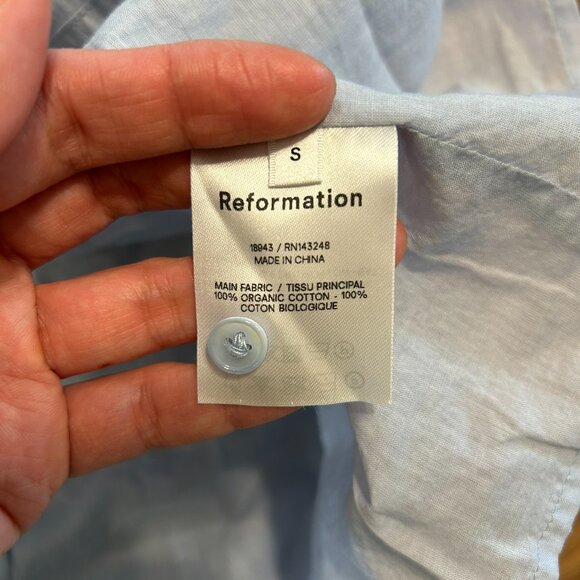 S
Reformation
18943 / RN143248
MADE IN CHINA
MAIN FABRIC / TISSU PRINCIPAL
100% ORGANIC COTTON - 100%
COTON BIOLOGIQUE